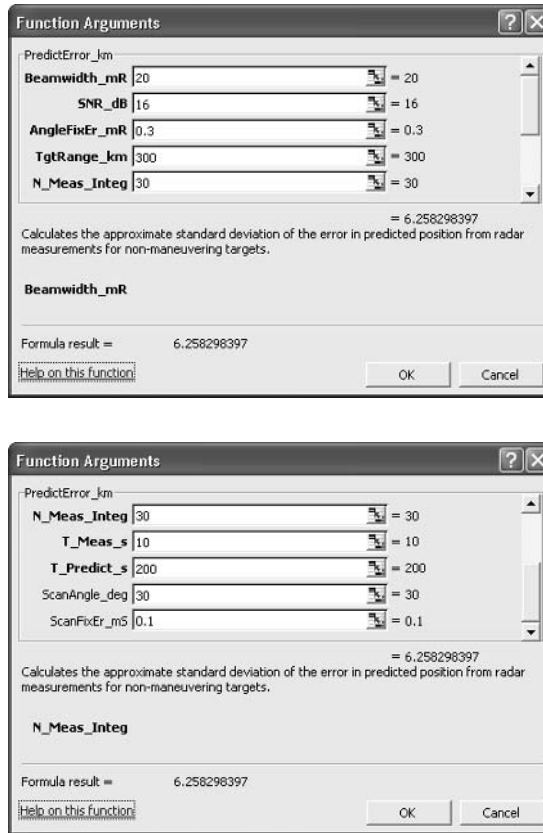 Function Arguments
PredictError_km
Beamwidth_mR 20 = 20
SNR_dB 16 = 16
AngleFixEr_mR 0.3 = 0.3
TgtRange_km 300 = 300
N_Meas_Integ 30 = 30
= 6.258298397
Calculates the approximate standard deviation of the error in predicted position from radar
measurements for non-maneuvering targets.
Beamwidth_mR
Formula result = 6.258298397
Help on this function OK Cancel
Function Arguments
PredictError_km
N_Meas_Integ 30 = 30
T_Meas_s 10 = 10
T_Predict_s 200 = 200
ScanAngle_deg 30 = 30
ScanFixEr_mS 0.1 = 0.1
= 6.258298397
Calculates the approximate standard deviation of the error in predicted position from radar
measurements for non-maneuvering targets.
N_Meas_Integ
Formula result = 6.258298397
Help on this function OK Cancel